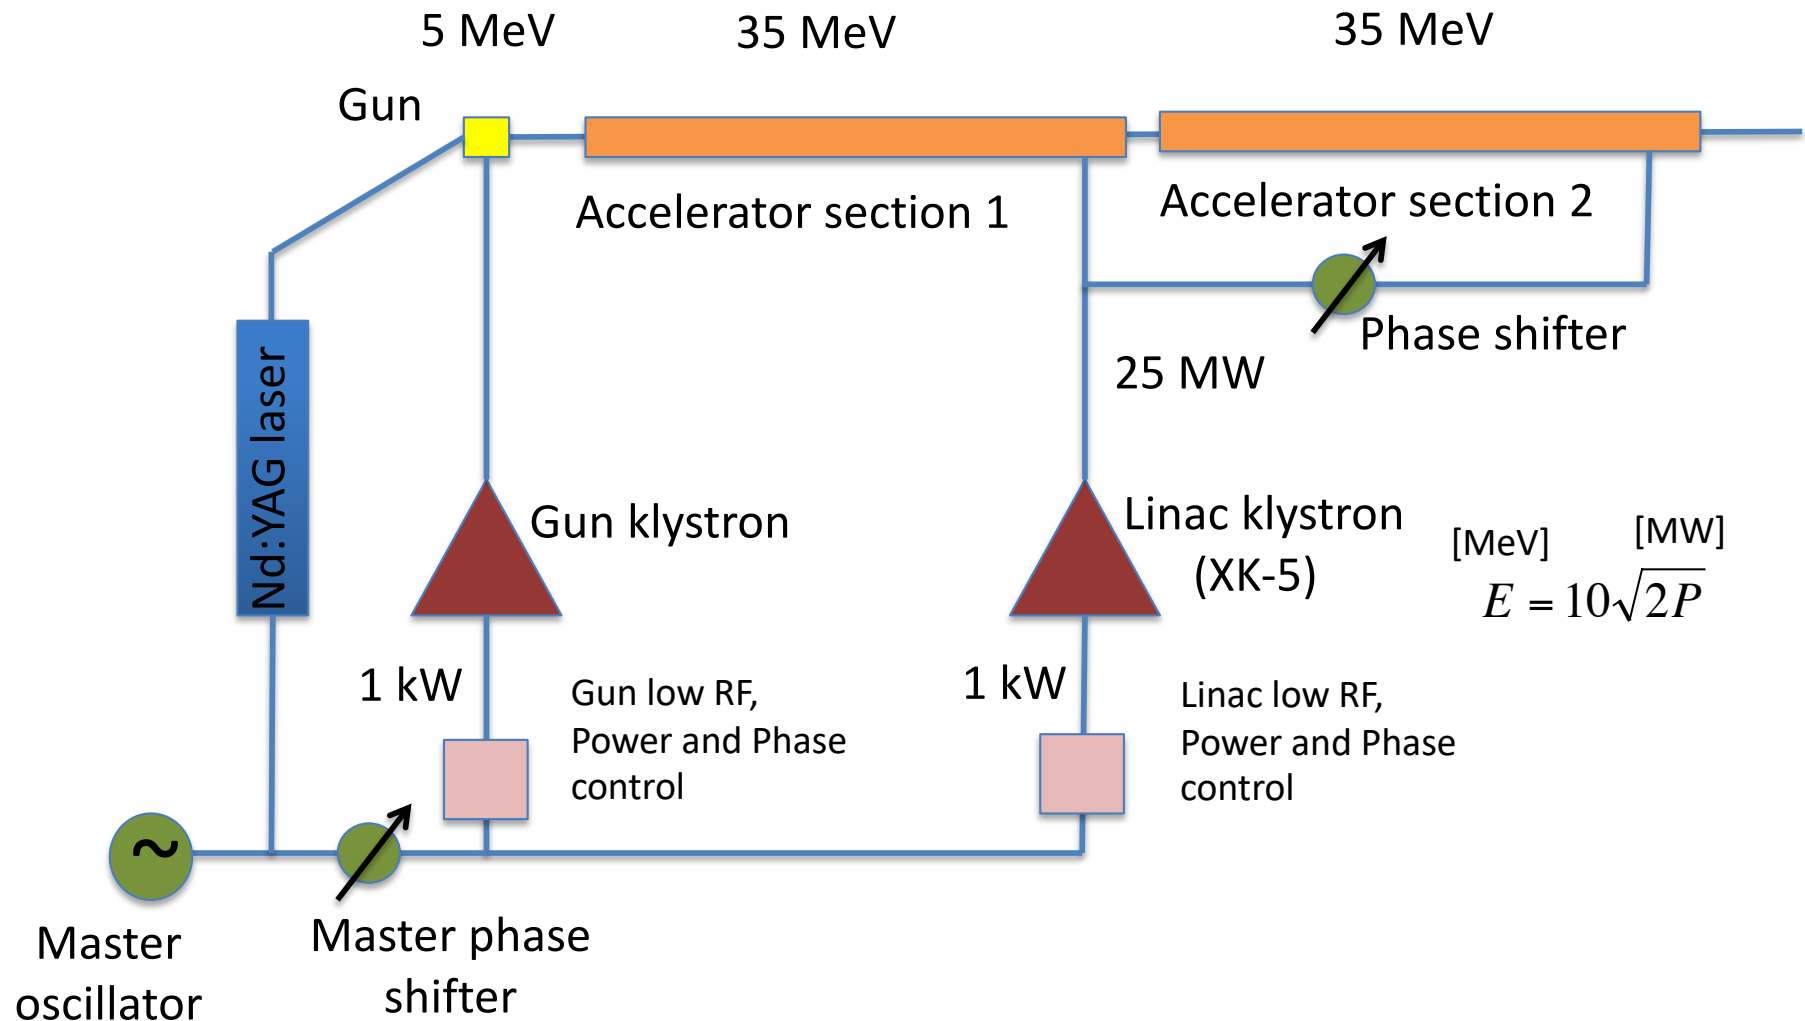 5 MeV
35 MeV
35 MeV
Gun
Accelerator section 1
Accelerator section 2
Phase shifter
25 MW
Nd:YAG laser
Gun klystron
Linac klystron
(XK-5)
[MeV]
[MW]
E = 10√2P
1 kW
Gun low RF,
Power and Phase
control
1 kW
Linac low RF,
Power and Phase
control
~
Master
oscillator
Master phase
shifter